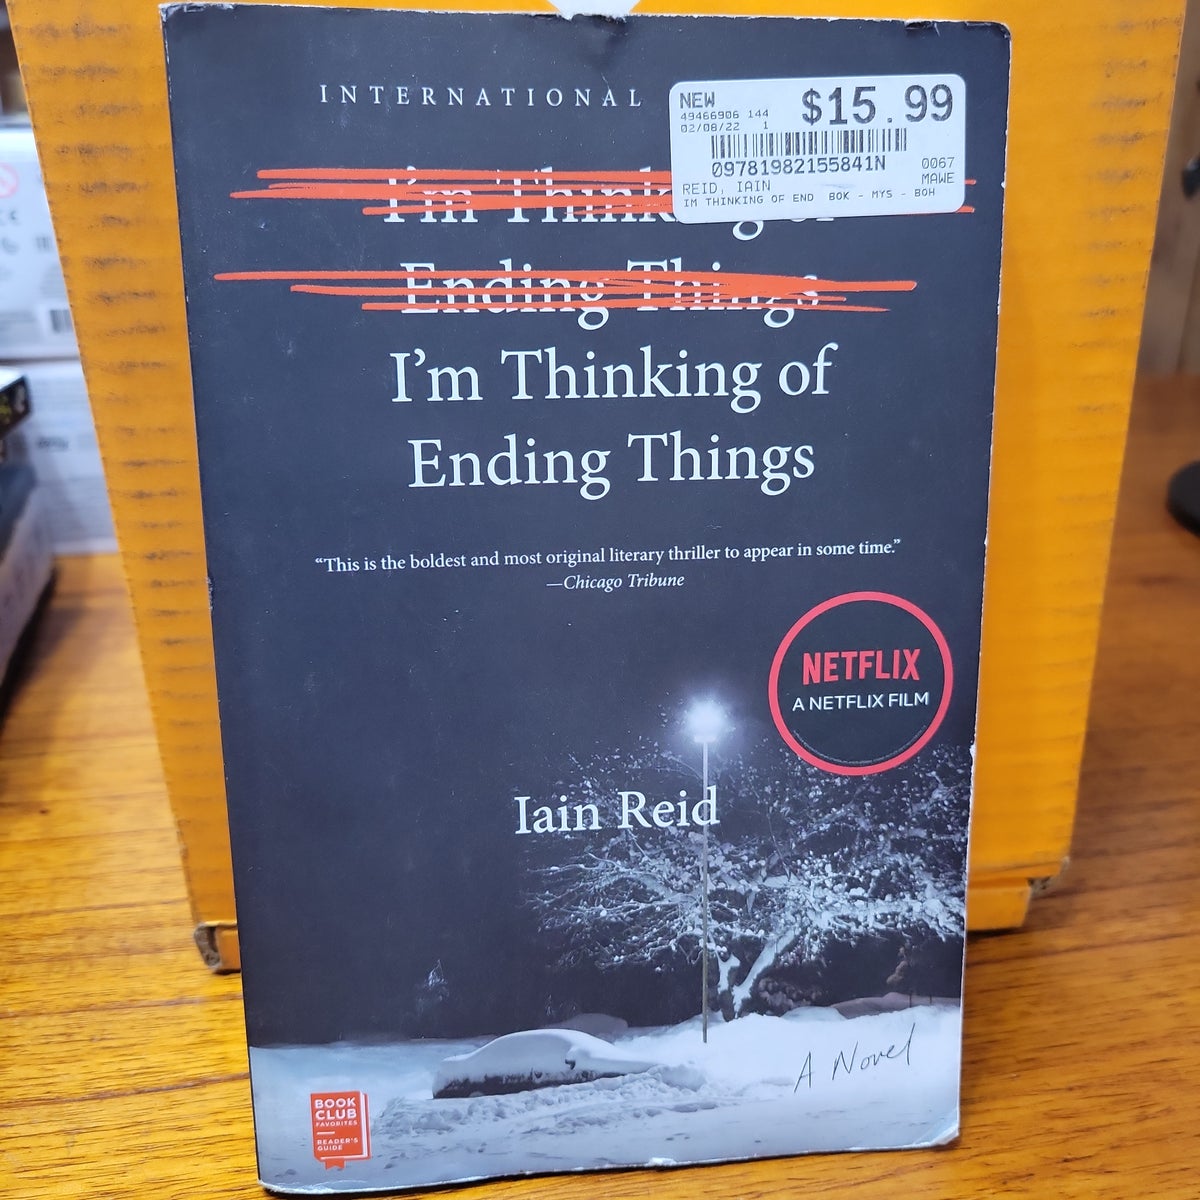 INTERNATIONAL
NEW
$15.99
49466906 144
02/08/22 1
09781982155841N
0067
REID, IAIN
MAWE
IM THINKING OF END BOK - MYS - BOH
I'm Thinking of
Ending Things
I'm Thinking of
Ending Things
“This is the boldest and most original literary thriller to appear in some time.”
—Chicago Tribune
NETFLIX
A NETFLIX FILM
Iain Reid
A Novel
BOOK
CLUB
FAVORITES
READER'S
GUIDE